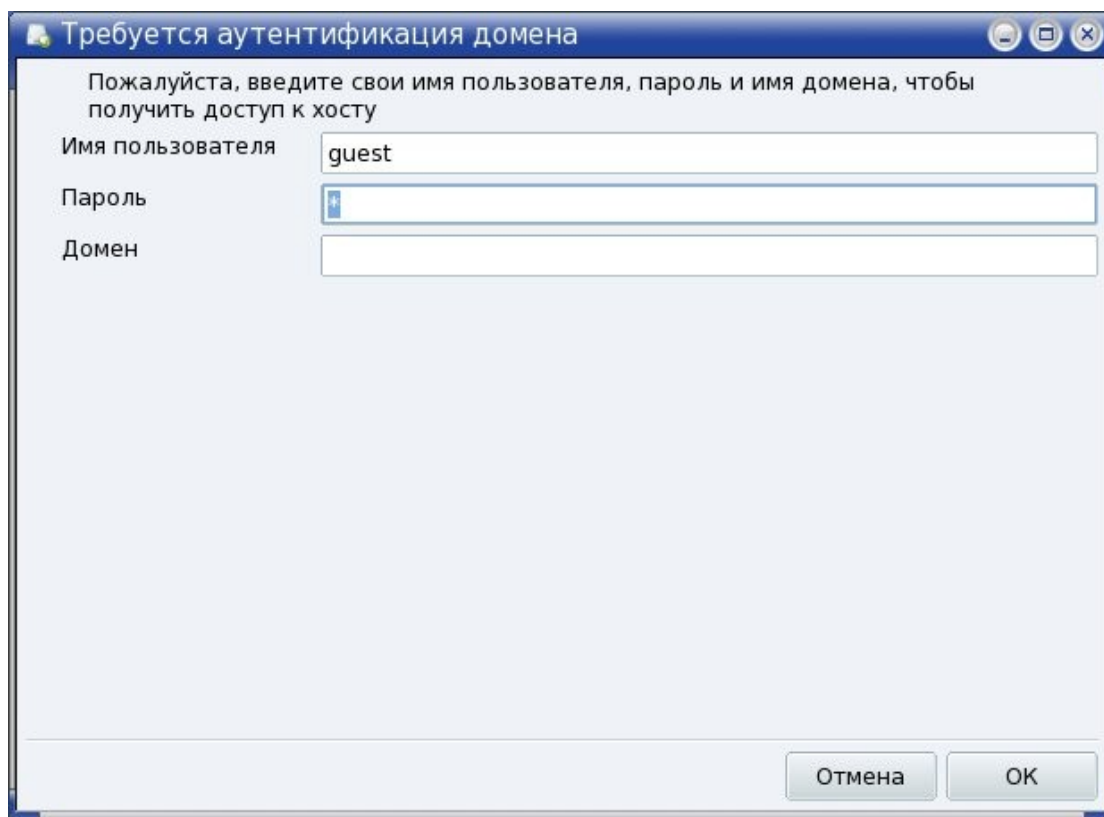 Требуется аутентификация домена
Пожалуйста, введите свои имя пользователя, пароль и имя домена, чтобы
получить доступ к хосту
Имя пользователя
guest
Пароль
*
Домен
Отмена
OK